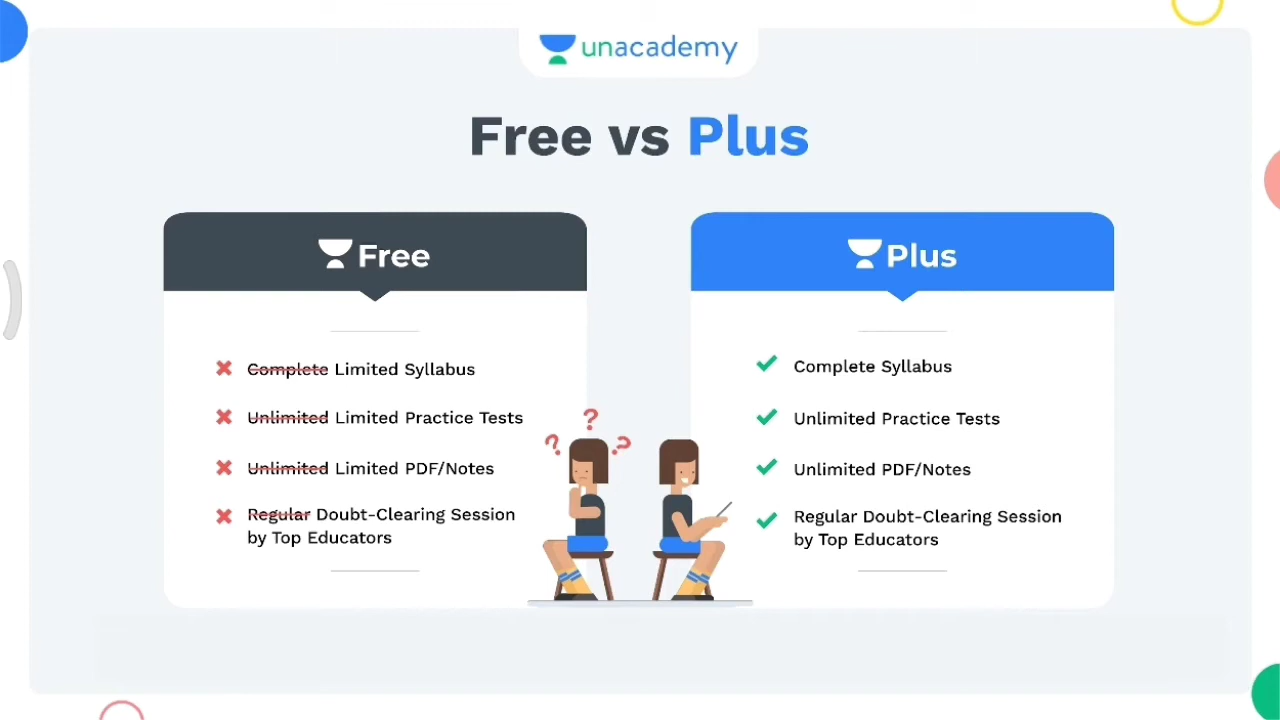 unacademy
Free vs Plus
Free
Complete Limited Syllabus
Unlimited Limited Practice Tests
Unlimited Limited PDF/Notes
Regular Doubt-Clearing Session
by Top Educators
? ? ?
Plus
Complete Syllabus
Unlimited Practice Tests
Unlimited PDF/Notes
Regular Doubt-Clearing Session
by Top Educators